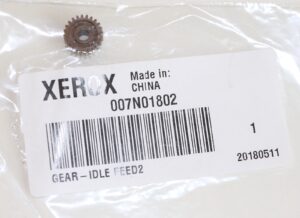 XEROX Made in:
CHINA
007N01802
1
20180511
GEAR-IDLE FEED2